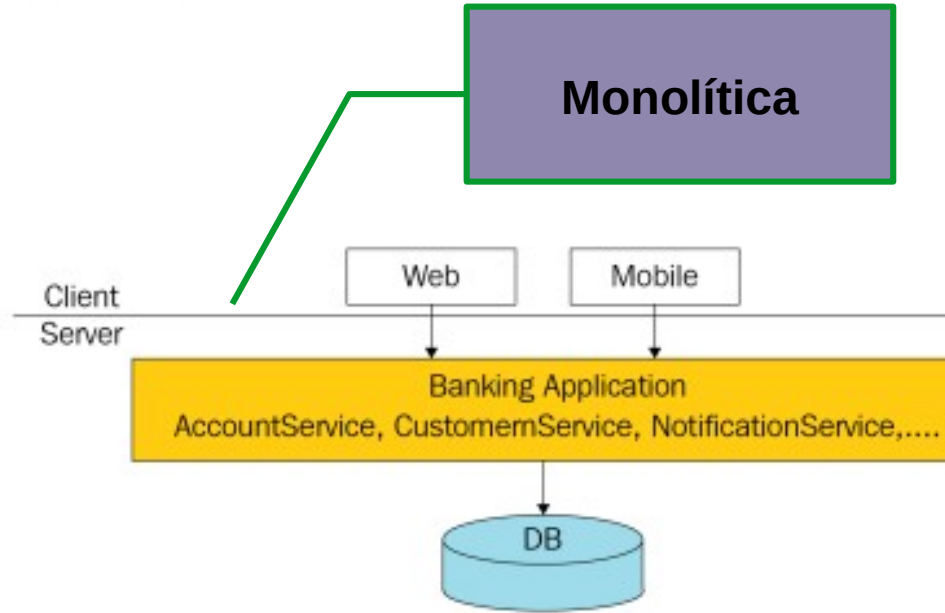 Monolítica
Web
Mobile
Client
Server
Banking Application
AccountService, CustomernService, NotificationService,....
DB